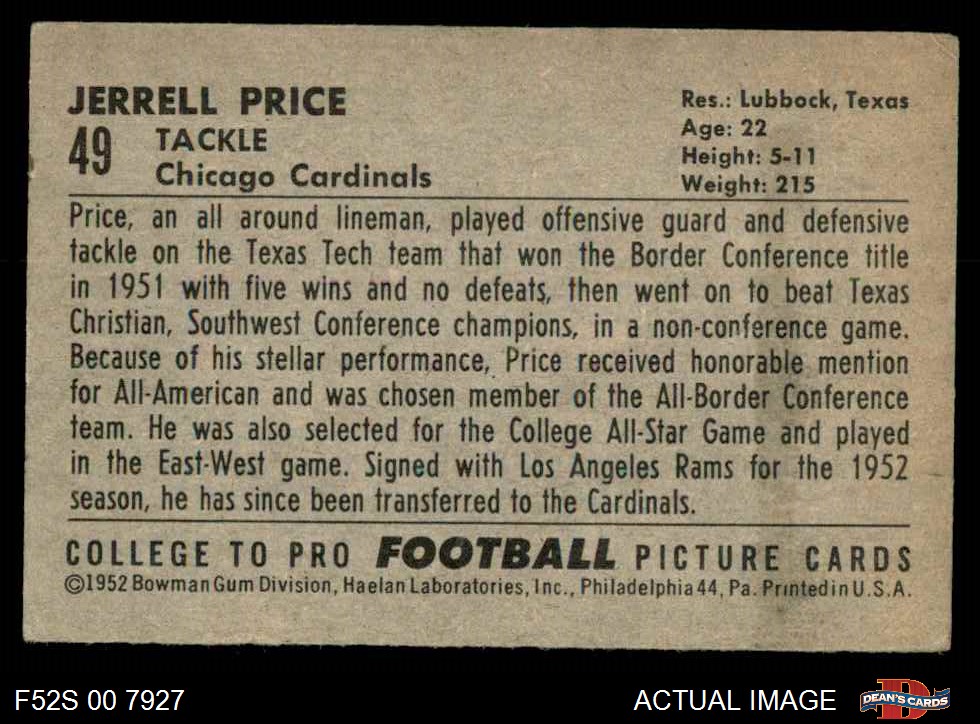 JERRELL PRICE
49
TACKLE
Chicago Cardinals
Res.: Lubbock, Texas
Age: 22
Height: 5-11
Weight: 215
Price, an all around lineman, played offensive guard and defensive
tackle on the Texas Tech team that won the Border Conference title
in 1951 with five wins and no defeats, then went on to beat Texas
Christian, Southwest Conference champions, in a non-conference game.
Because of his stellar performance, Price received honorable mention
for All-American and was chosen member of the All-Border Conference
team. He was also selected for the College All-Star Game and played
in the East-West game. Signed with Los Angeles Rams for the 1952
season, he has since been transferred to the Cardinals.
COLLEGE TO PRO FOOTBALL PICTURE CARDS
©1952 Bowman Gum Division, Haelan Laboratories, Inc., Philadelphia 44, Pa. Printed in U.S.A.
F52S 00 7927
ACTUAL IMAGE
D
DEAN'S CARDS